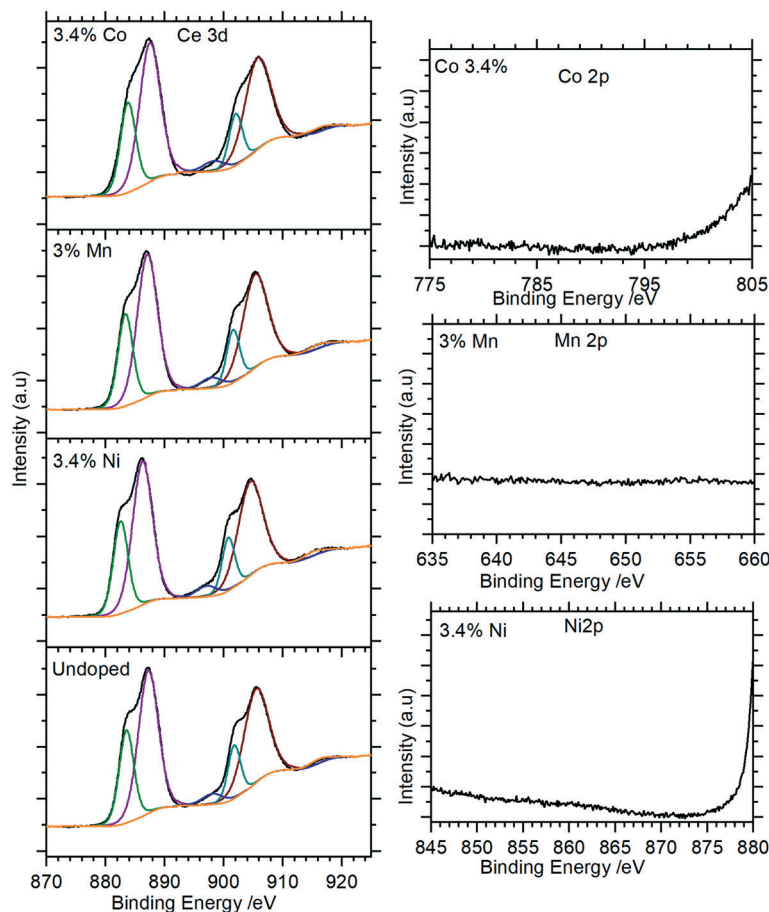 3.4% Co Ce 3d
3% Mn
3.4% Ni
Undoped
Intensity (a.u)
870 880 890 900 910 920
Binding Energy /eV
Co 3.4% Co 2p
Intensity (a.u)
775 785 795 805
Binding Energy /eV
3% Mn Mn 2p
Intensity (a.u)
635 640 645 650 655 660
Binding Energy /eV
3.4% Ni Ni2p
Intensity (a.u)
845 850 855 860 865 870 875 880
Binding Energy /eV